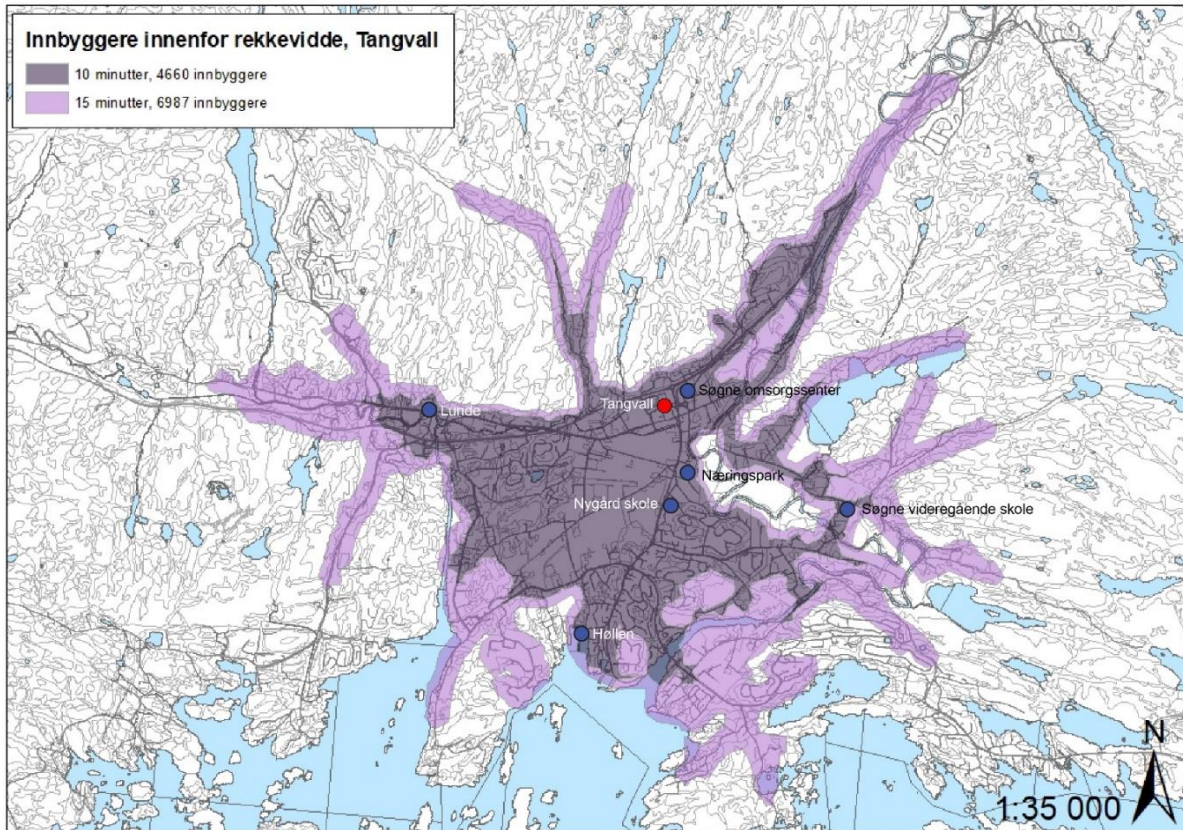 Innbyggere innenfor rekkevidde, Tangvall
10 minutter, 4660 innbyggere
15 minutter, 6987 innbyggere
Søgne omsorgssenter
Tangvall
Lunde
Næringspark
Nygård skole
Søgne videregående skole
Høllen
N
1:35 000